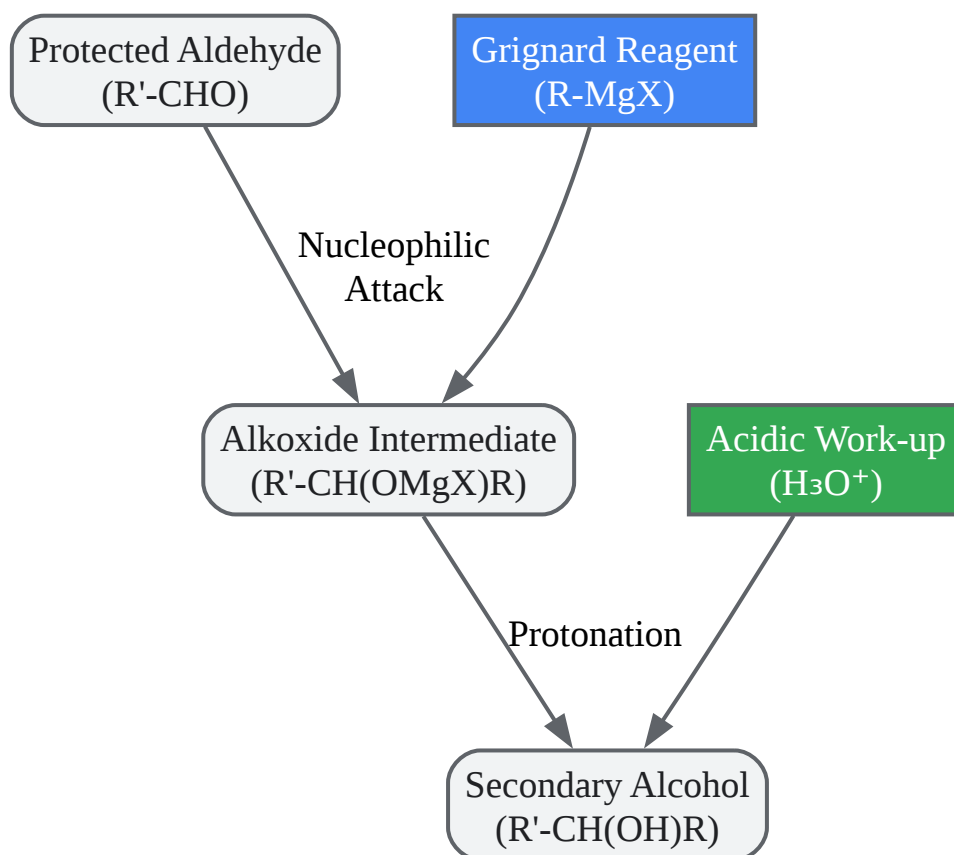 Protected Aldehyde
(R'-CHO)
Grignard Reagent
(R-MgX)
Nucleophilic
Attack
Alkoxide Intermediate
(R'-CH(OMgX)R)
Acidic Work-up
(H₃O⁺)
Protonation
Secondary Alcohol
(R'-CH(OH)R)